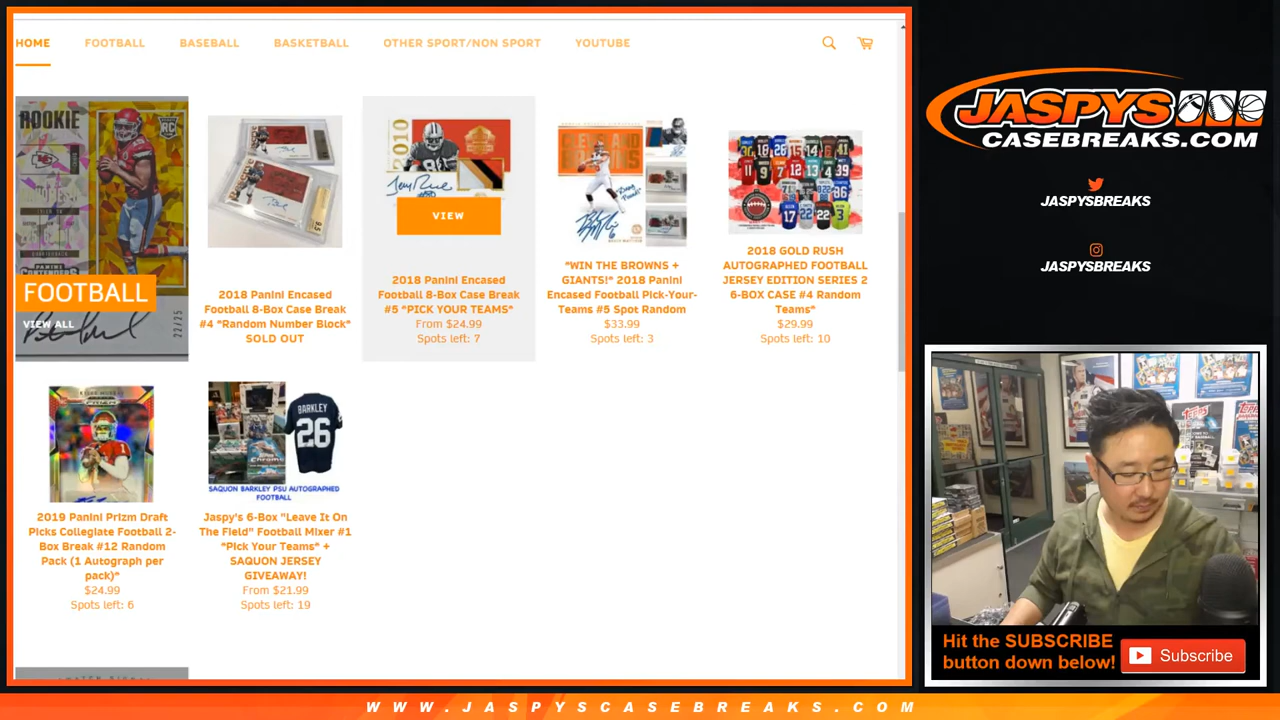 HOME FOOTBALL BASEBALL BASKETBALL OTHER SPORT/NON SPORT YOUTUBE
ROOKIE
RC
PANINI
CONTENDERS
FOOTBALL
VIEW ALL
22/25
2018 Panini Encased
Football 8-Box Case Break
#4 "Random Number Block"
SOLD OUT
2010
VIEW
2018 Panini Encased
Football 8-Box Case Break
#5 "PICK YOUR TEAMS"
From $24.99
Spots left: 7
"WIN THE BROWNS +
GIANTS!" 2018 Panini
Encased Football Pick-Your-
Teams #5 Spot Random
$33.99
Spots left: 3
2018 GOLD RUSH
AUTOGRAPHED FOOTBALL
JERSEY EDITION SERIES 2
6-BOX CASE #4 Random
Teams"
$29.99
Spots left: 10
2019 Panini Prizm Draft
Picks Collegiate Football 2-
Box Break #12 Random
Pack (1 Autograph per
pack)"
$24.99
Spots left: 6
BARKLEY
26
SAQUON BARKLEY PSU AUTOGRAPHED
FOOTBALL
Jaspy's 6-Box "Leave It On
The Field" Football Mixer #1
"Pick Your Teams" +
SAQUON JERSEY
GIVEAWAY!
From $21.99
Spots left: 19
JASPYS
CASEBREAKS.COM
JASPYSBREAKS
JASPYSBREAKS
topps
Hit the SUBSCRIBE
button down below!
Subscribe
WWW.JASPYSCASEBREAKS.COM